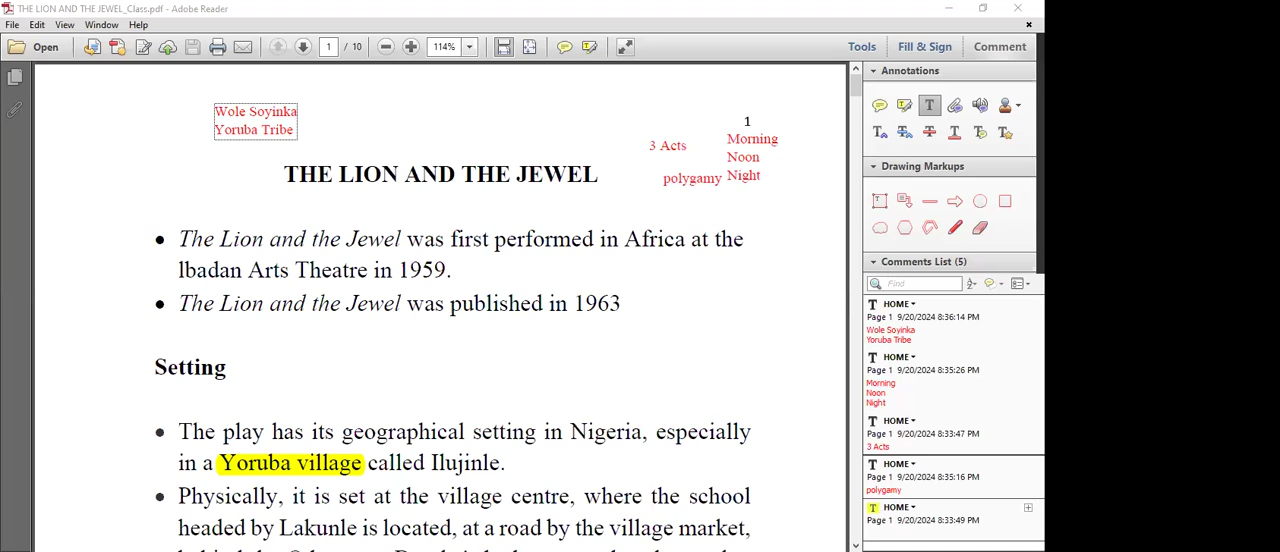 THE LION AND THE JEWEL_Class.pdf - Adobe Reader
File Edit View Window Help
Open 1 / 10 114% Tools Fill & Sign Comment
Wole Soyinka
Yoruba Tribe
1
3 Acts
Morning
Noon
Night
polygamy
THE LION AND THE JEWEL
• The Lion and the Jewel was first performed in Africa at the
lbadan Arts Theatre in 1959.
• The Lion and the Jewel was published in 1963
Setting
• The play has its geographical setting in Nigeria, especially
in a Yoruba village called Ilujinle.
• Physically, it is set at the village centre, where the school
headed by Lakunle is located, at a road by the village market,
Annotations
Drawing Markups
Comments List (5)
Find
HOME
Page 1 9/20/2024 8:36:14 PM
Wole Soyinka
Yoruba Tribe
HOME
Page 1 9/20/2024 8:35:26 PM
Morning
Noon
Night
HOME
Page 1 9/20/2024 8:33:47 PM
3 Acts
HOME
Page 1 9/20/2024 8:35:16 PM
polygamy
HOME
Page 1 9/20/2024 8:33:49 PM